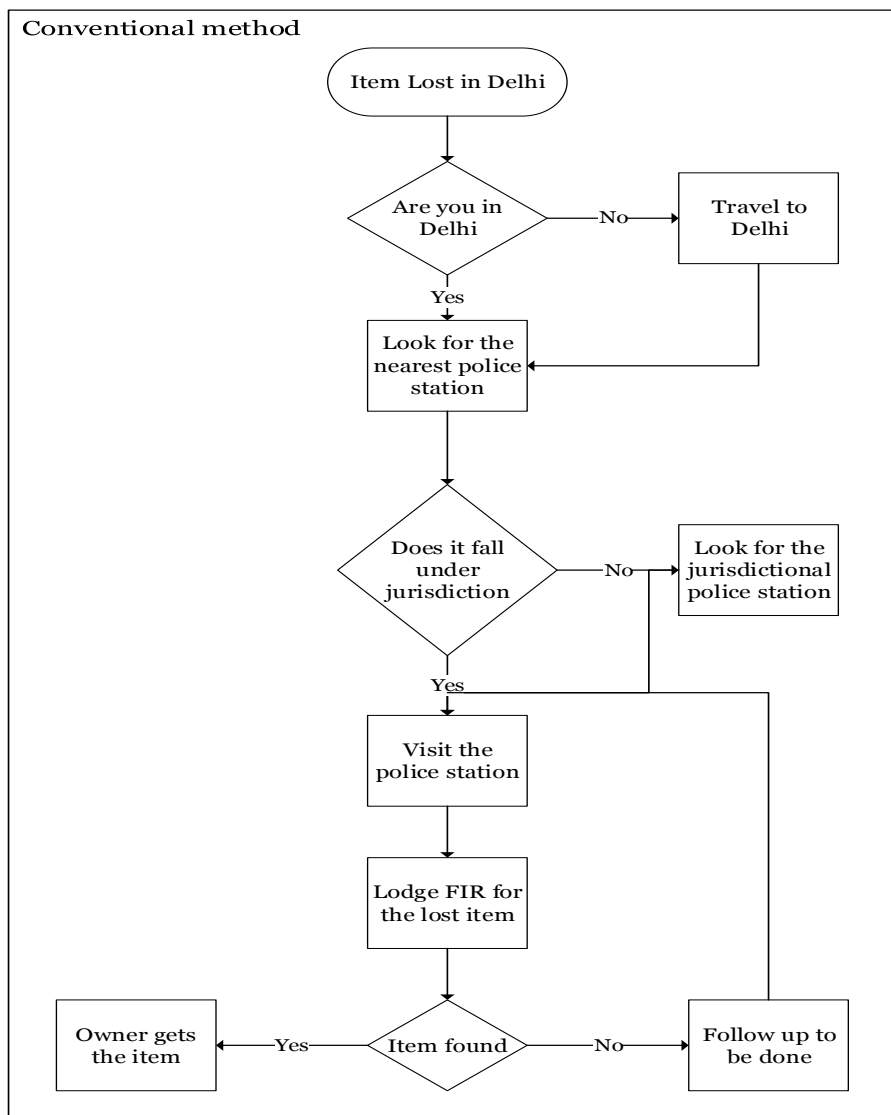 Conventional method
Item Lost in Delhi
Are you in
Delhi
No
Travel to
Delhi
Yes
Look for the
nearest police
station
Does it fall
under
jurisdiction
No
Look for the
jurisdictional
police station
Yes
Visit the
police station
Lodge FIR for
the lost item
Owner gets
the item
Yes
Item found
No
Follow up to
be done